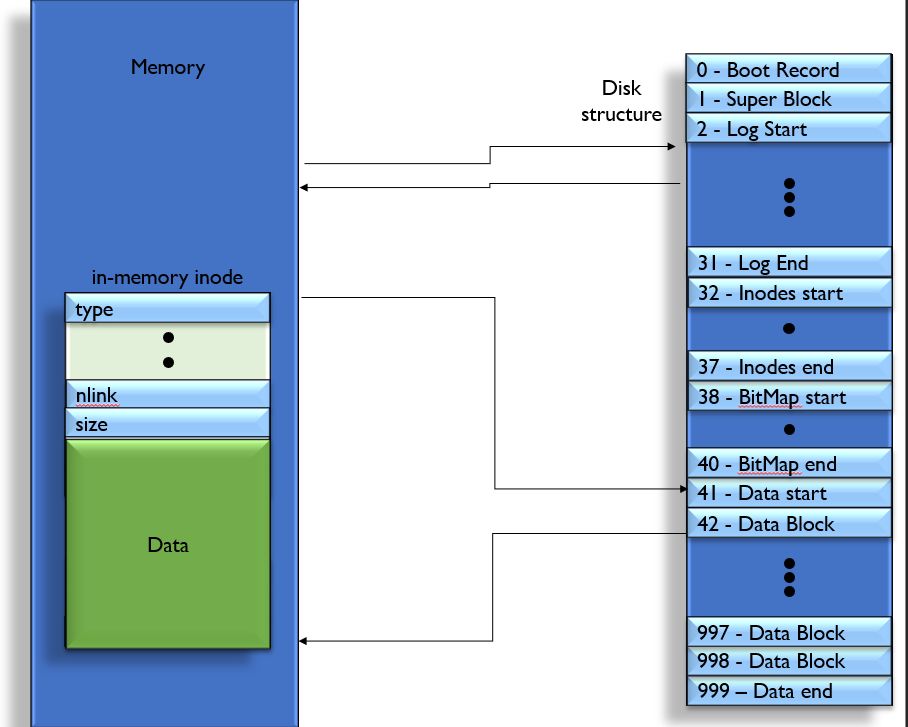 Memory
in-memory inode
type
nlink
size
Data
Disk
structure
0 - Boot Record
1 - Super Block
2 - Log Start
31 - Log End
32 - Inodes start
37 - Inodes end
38 - BitMap start
40 - BitMap end
41 - Data start
42 - Data Block
997 - Data Block
998 - Data Block
999 – Data end